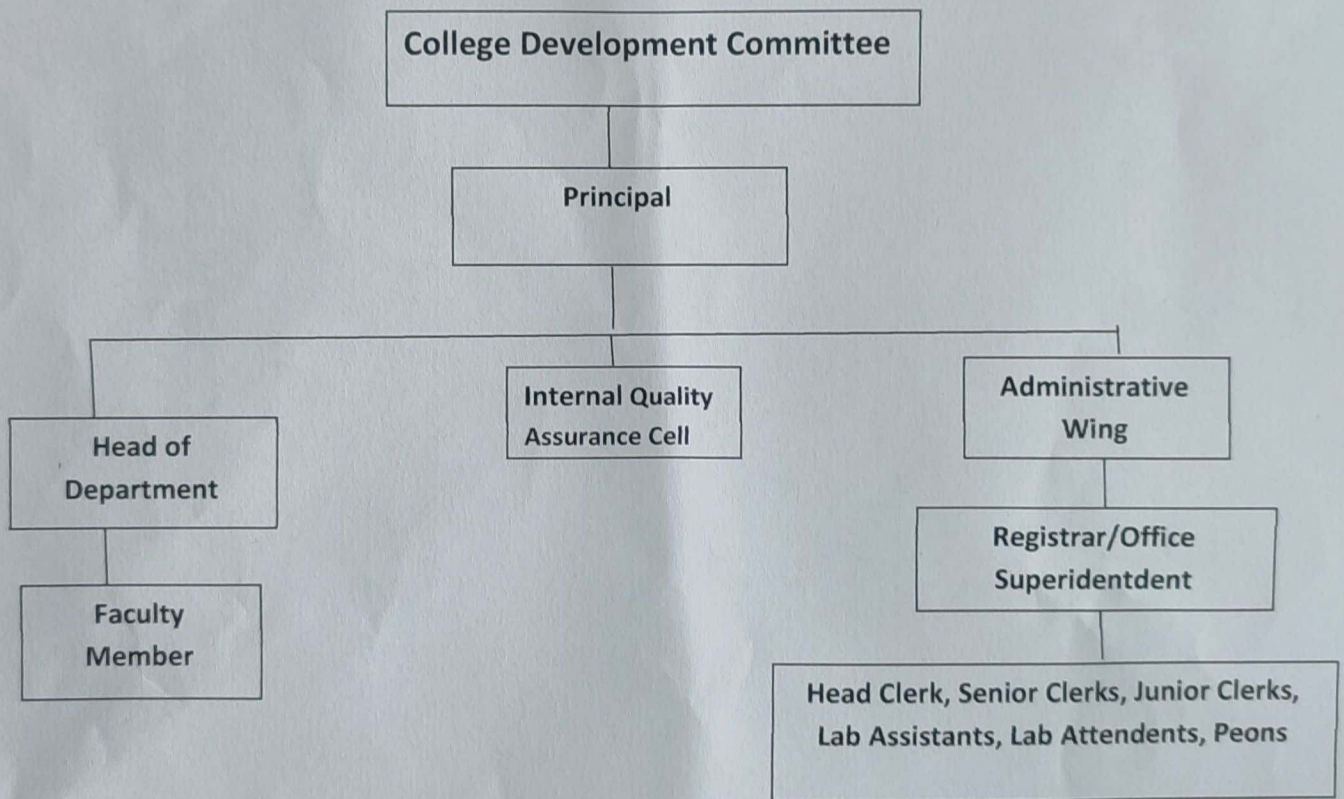 College Development Committee
Principal
Internal Quality
Assurance Cell
Administrative
Wing
Head of
Department
Registrar/Office
Superidentdent
Faculty
Member
Head Clerk, Senior Clerks, Junior Clerks,
Lab Assistants, Lab Attendents, Peons